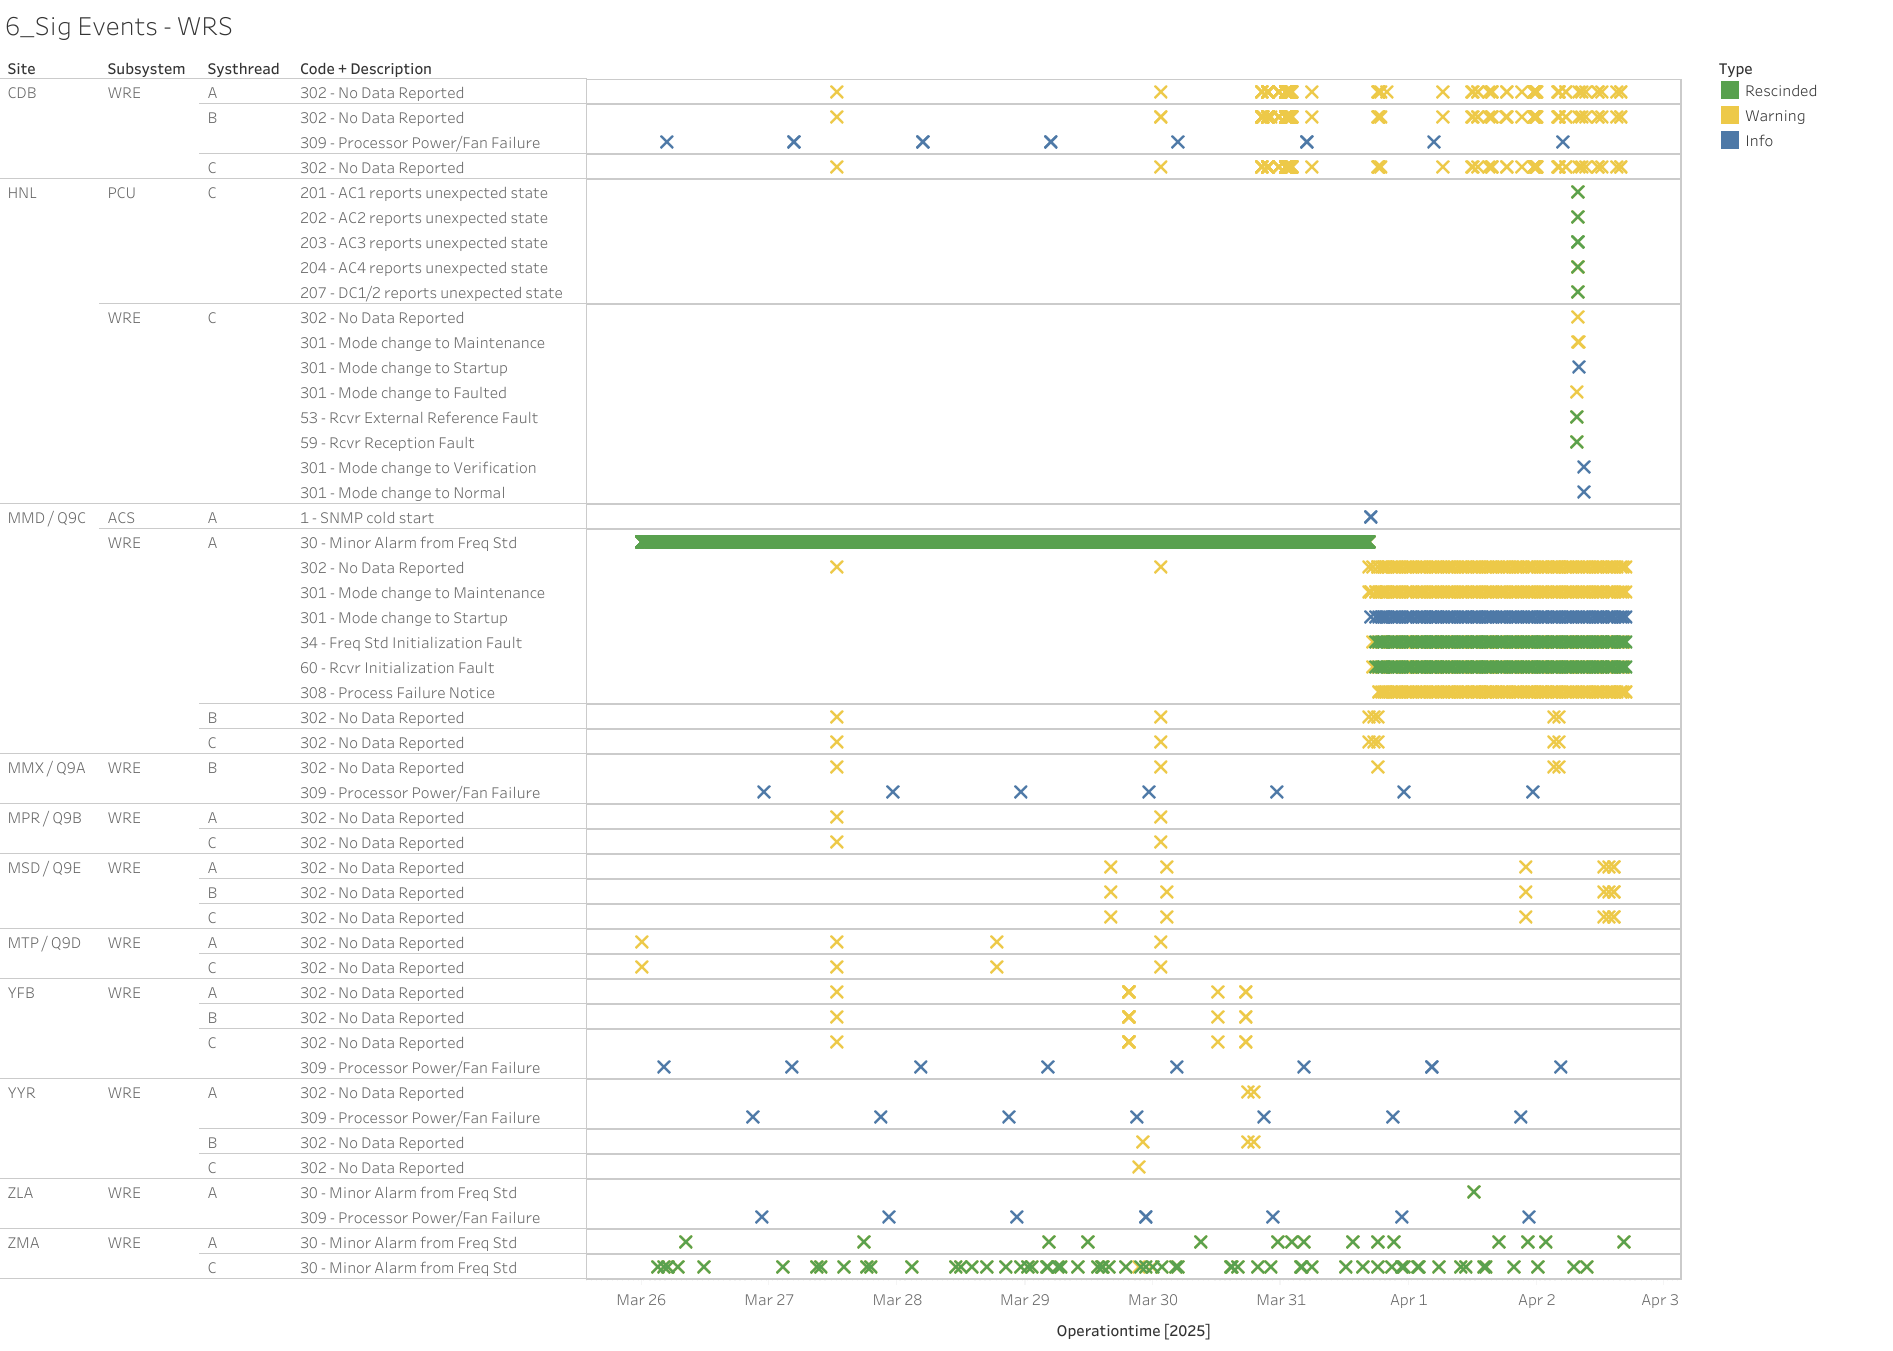 6_Sig Events - WRS
Site Subsystem Systhread Code + Description Type
CDB WRE A 302 - No Data Reported Rescinded
B 302 - No Data Reported Warning
309 - Processor Power/Fan Failure Info
C 302 - No Data Reported
HNL PCU C 201 - AC1 reports unexpected state
202 - AC2 reports unexpected state
203 - AC3 reports unexpected state
204 - AC4 reports unexpected state
207 - DC1/2 reports unexpected state
WRE C 302 - No Data Reported
301 - Mode change to Maintenance
301 - Mode change to Startup
301 - Mode change to Faulted
53 - Rcvr External Reference Fault
59 - Rcvr Reception Fault
301 - Mode change to Verification
301 - Mode change to Normal
MMD / Q9C ACS A 1 - SNMP cold start
WRE A 30 - Minor Alarm from Freq Std
302 - No Data Reported
301 - Mode change to Maintenance
301 - Mode change to Startup
34 - Freq Std Initialization Fault
60 - Rcvr Initialization Fault
308 - Process Failure Notice
B 302 - No Data Reported
C 302 - No Data Reported
MMX / Q9A WRE B 302 - No Data Reported
309 - Processor Power/Fan Failure
MPR / Q9B WRE A 302 - No Data Reported
C 302 - No Data Reported
MSD / Q9E WRE A 302 - No Data Reported
B 302 - No Data Reported
C 302 - No Data Reported
MTP / Q9D WRE A 302 - No Data Reported
C 302 - No Data Reported
YFB WRE A 302 - No Data Reported
B 302 - No Data Reported
C 302 - No Data Reported
309 - Processor Power/Fan Failure
YYR WRE A 302 - No Data Reported
309 - Processor Power/Fan Failure
B 302 - No Data Reported
C 302 - No Data Reported
ZLA WRE A 30 - Minor Alarm from Freq Std
309 - Processor Power/Fan Failure
ZMA WRE A 30 - Minor Alarm from Freq Std
C 30 - Minor Alarm from Freq Std
Mar 26 Mar 27 Mar 28 Mar 29 Mar 30 Mar 31 Apr 1 Apr 2 Apr 3
Operationtime [2025]